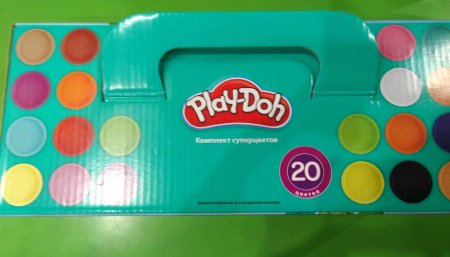 Play-Doh
Комплект суперцветов
20
цветов